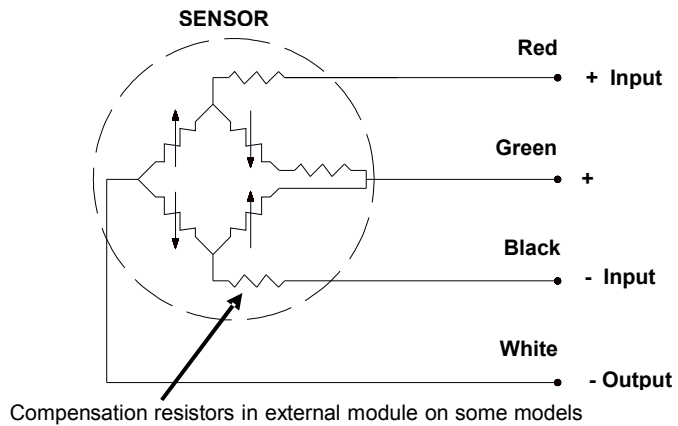 SENSOR
Red
+ Input
Green
+
Black
- Input
White
- Output
Compensation resistors in external module on some models